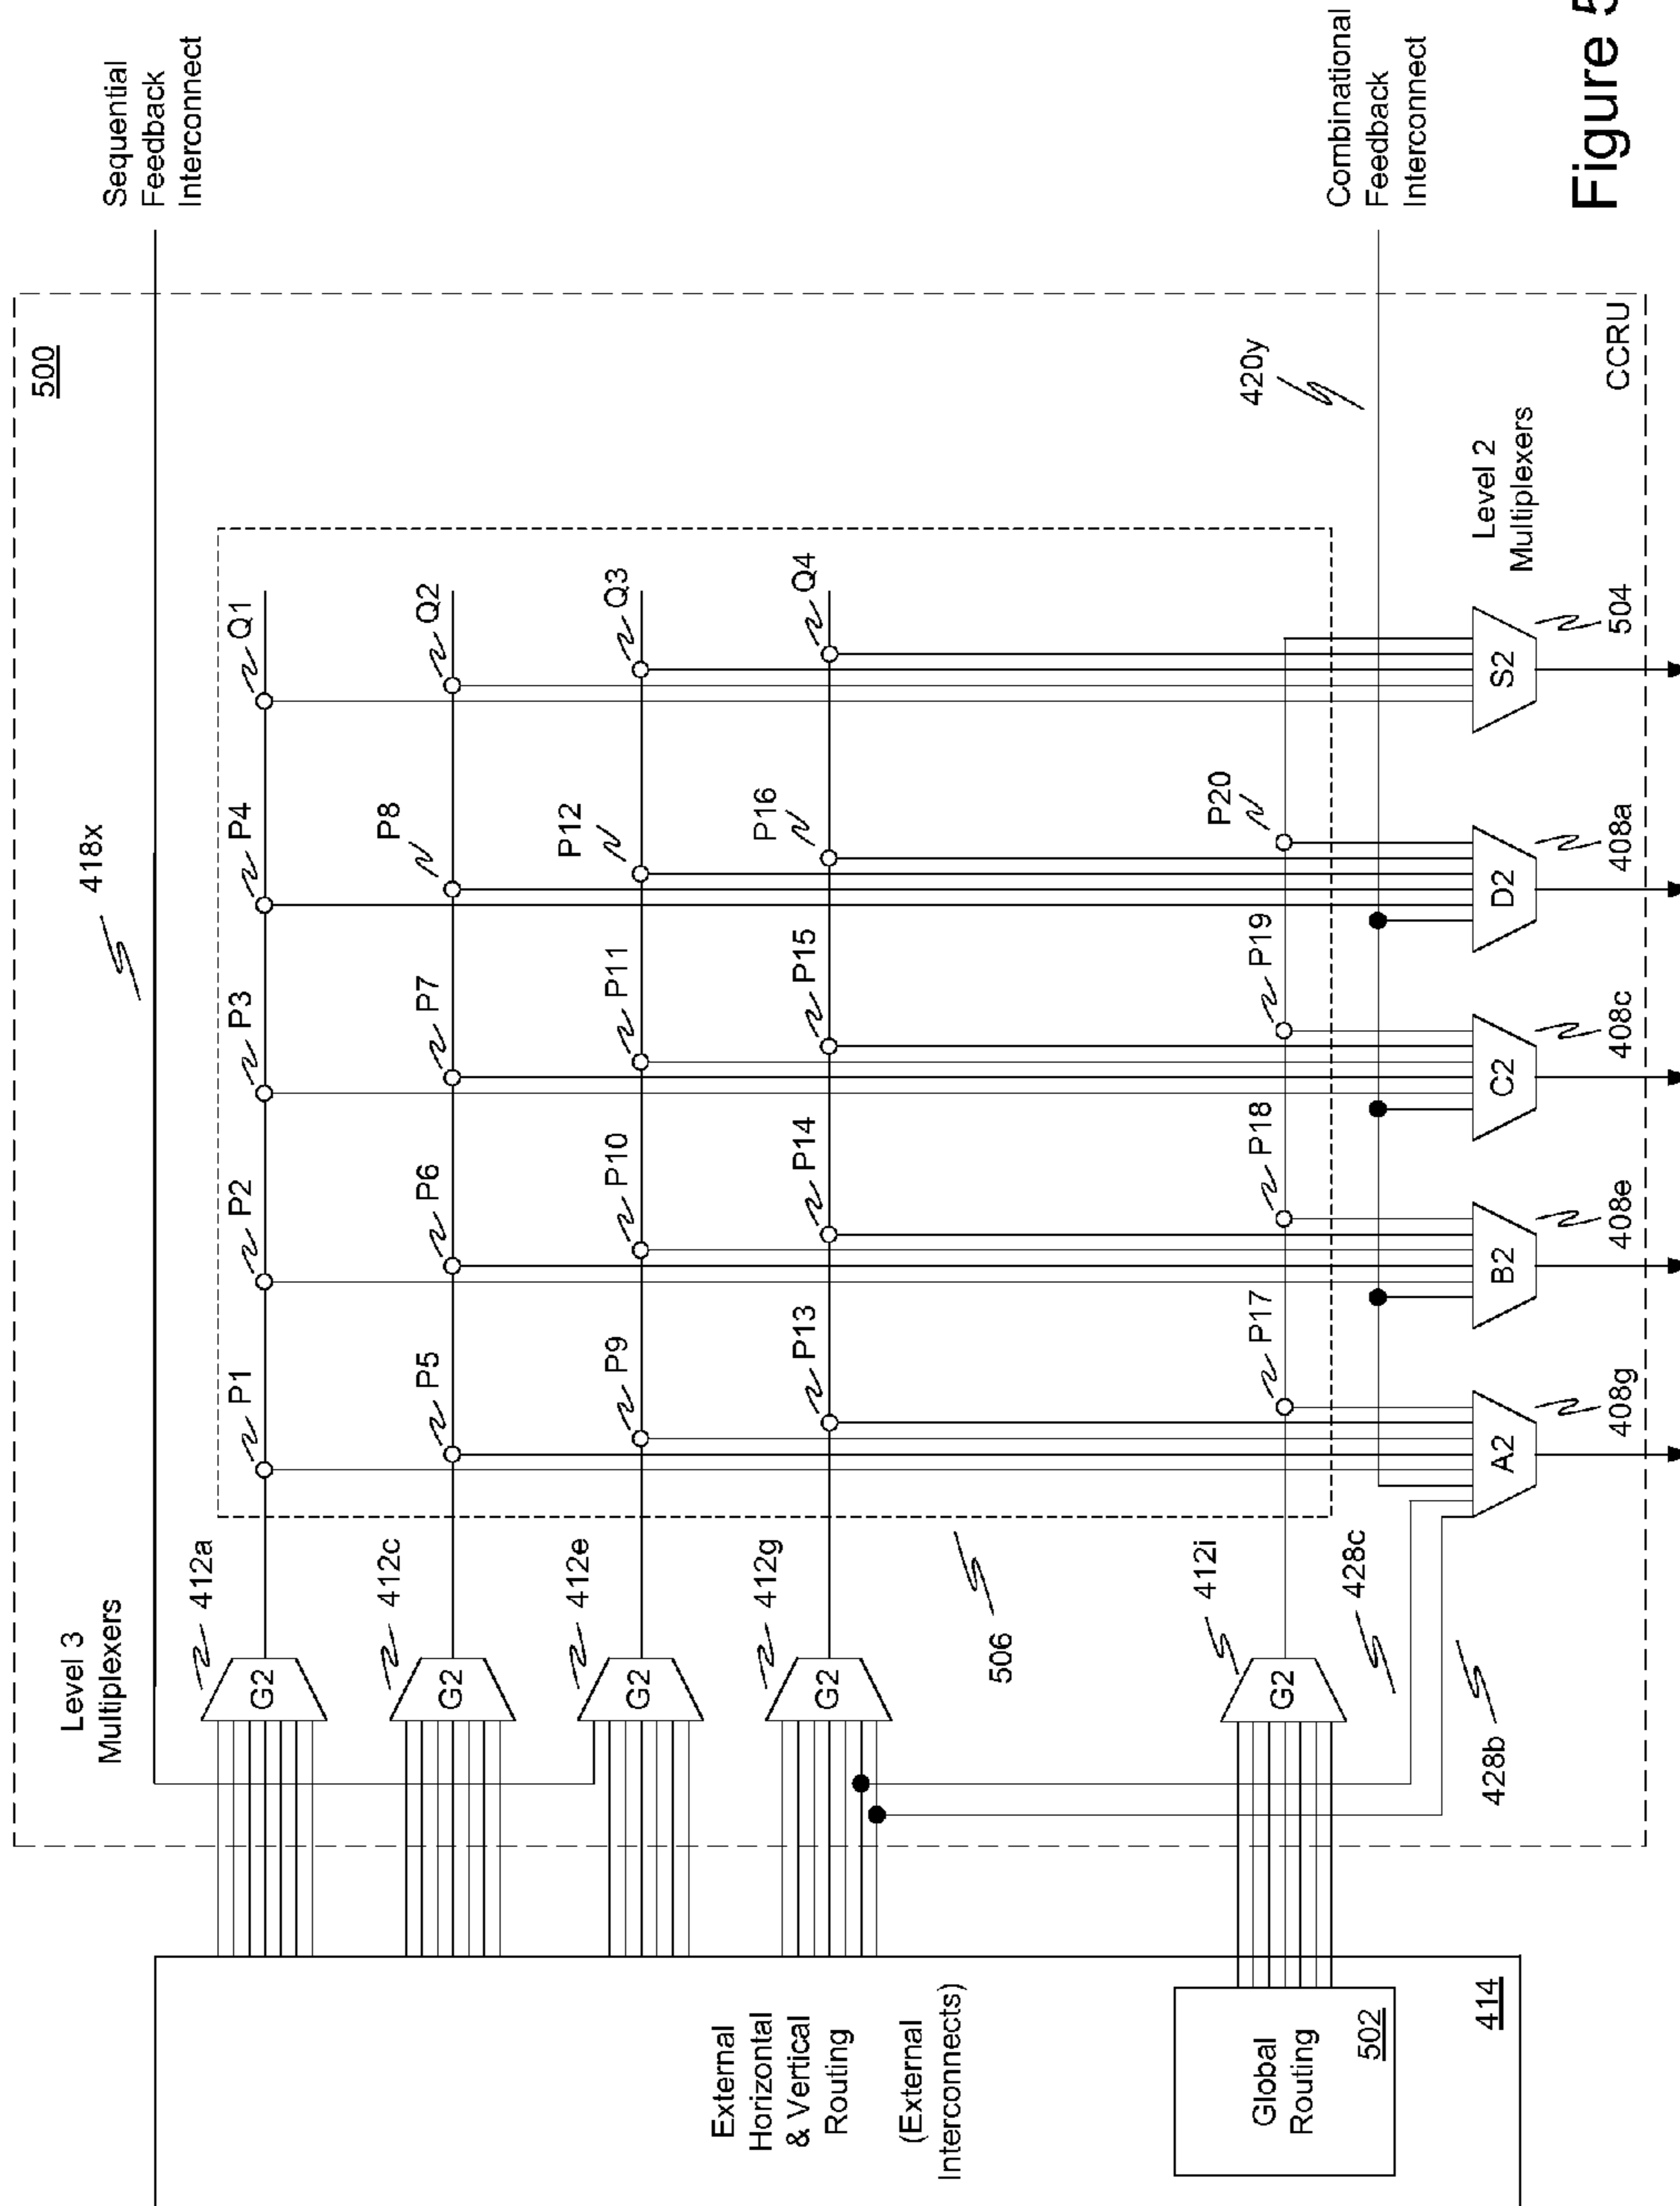 Sequential
Feedback
Interconnect
500
418x
Level 3
Multiplexers
412a
G2
P1
P2
P3
P4
Q1
412c
G2
P5
P6
P7
P8
Q2
412e
G2
P9
P10
P11
P12
Q3
412g
G2
P13
P14
P15
P16
Q4
External
Horizontal
& Vertical
Routing
(External
Interconnects)
506
412i
G2
P17
P18
P19
P20
420y
Combinational
Feedback
Interconnect
Global
Routing
502
414
428c
428b
A2
408g
B2
408e
C2
408c
D2
408a
S2
504
Level 2
Multiplexers
CCRU
Figure 5